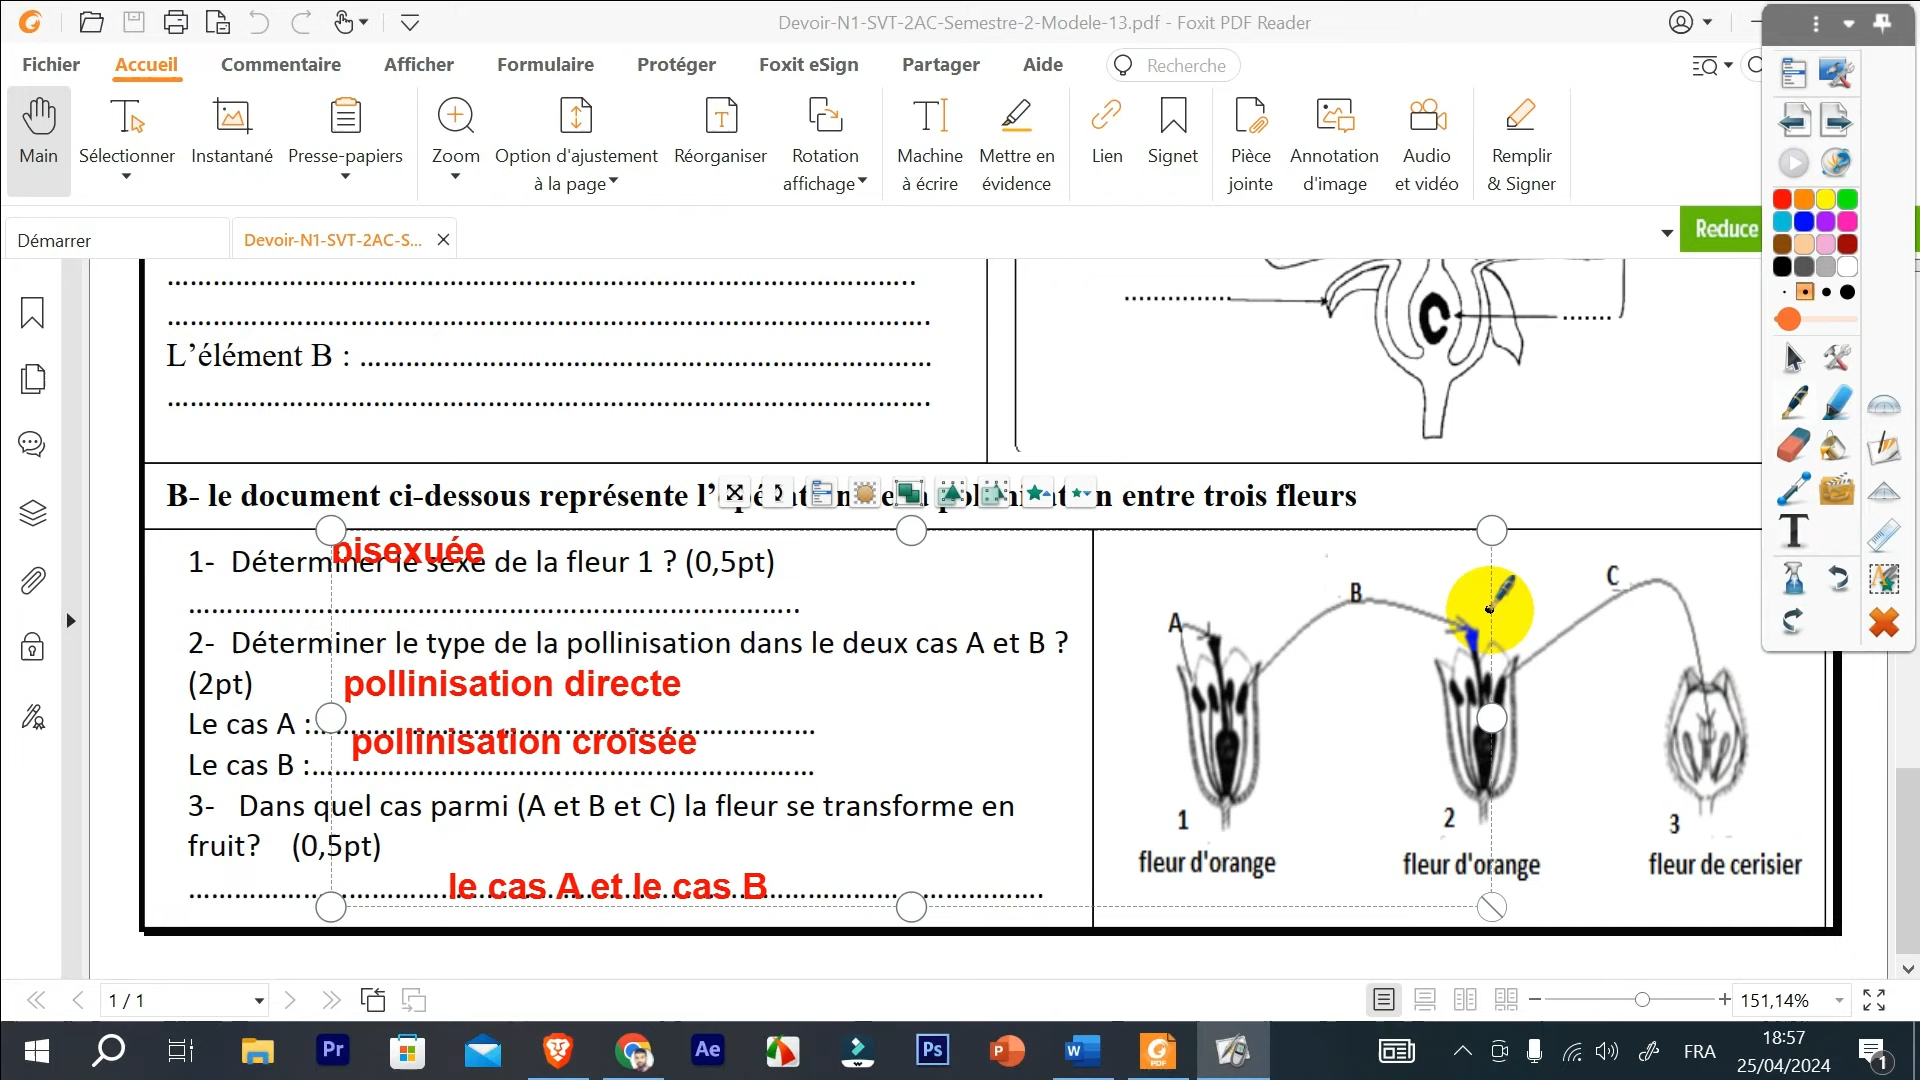 Devoir-N1-SVT-2AC-Semestre-2-Modele-13.pdf - Foxit PDF Reader
Fichier Accueil Commentaire Afficher Formulaire Protéger Foxit eSign Partager Aide Recherche
Main Sélectionner Instantané Presse-papiers Zoom Option d'ajustement à la page Réorganiser Rotation affichage Machine à écrire Mettre en évidence Lien Signet Pièce jointe Annotation d'image Audio et vidéo Remplir & Signer
Démarrer Devoir-N1-SVT-2AC-S... Reduce
................................................................................................
.................................................................................................
L'élément B : ...........................................................................
.................................................................................................
.............. C .......
B- le document ci-dessous représente entre trois fleurs
pisexuée
1- Déterminer le sexe de la fleur 1 ? (0,5pt)
................................................................................
2- Déterminer le type de la pollinisation dans le deux cas A et B ?
(2pt) pollinisation directe
Le cas A :..................................................................
pollinisation croisée
Le cas B :..................................................................
3- Dans quel cas parmi (A et B et C) la fleur se transforme en
fruit? (0,5pt)
le cas A et le cas B
A B C
1 2 3
fleur d'orange fleur d'orange fleur de cerisier
1 / 1 151,14%
Pr Ae Ps P W PDF FRA 18:57
25/04/2024 1
T